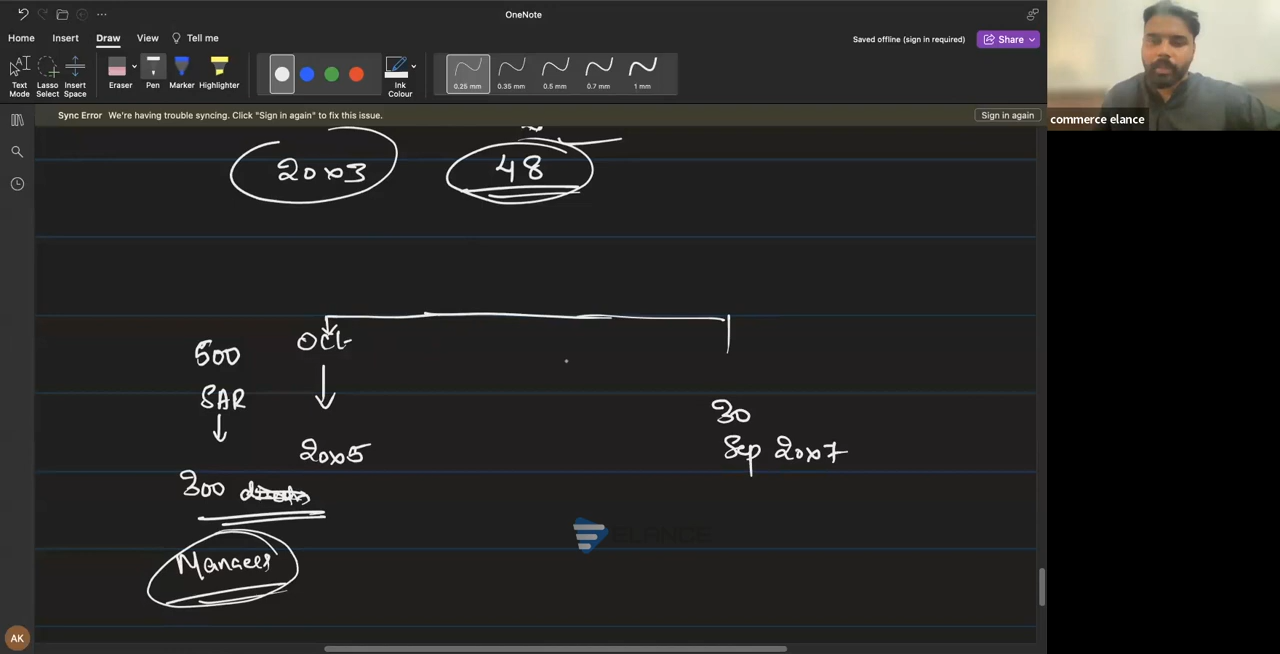 OneNote
Home Insert Draw View Tell me
Saved offline (sign in required)
Share
Text Mode
Lasso Select
Insert Space
Eraser
Pen
Marker
Highlighter
Ink Colour
0.25 mm
0.35 mm
0.5 mm
0.7 mm
1 mm
commerce elance
Sync Error We're having trouble syncing. Click "Sign in again" to fix this issue.
Sign in again
20x3 48
500
SAR
300
Oct
20x5
30
Sep 20x7
ELANCE
AK